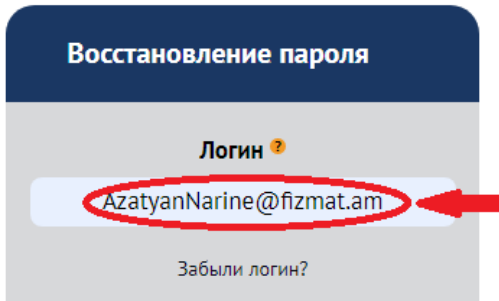 Восстановление пароля
Логин ?
AzatyanNarine@fizmat.am
Забыли логин?